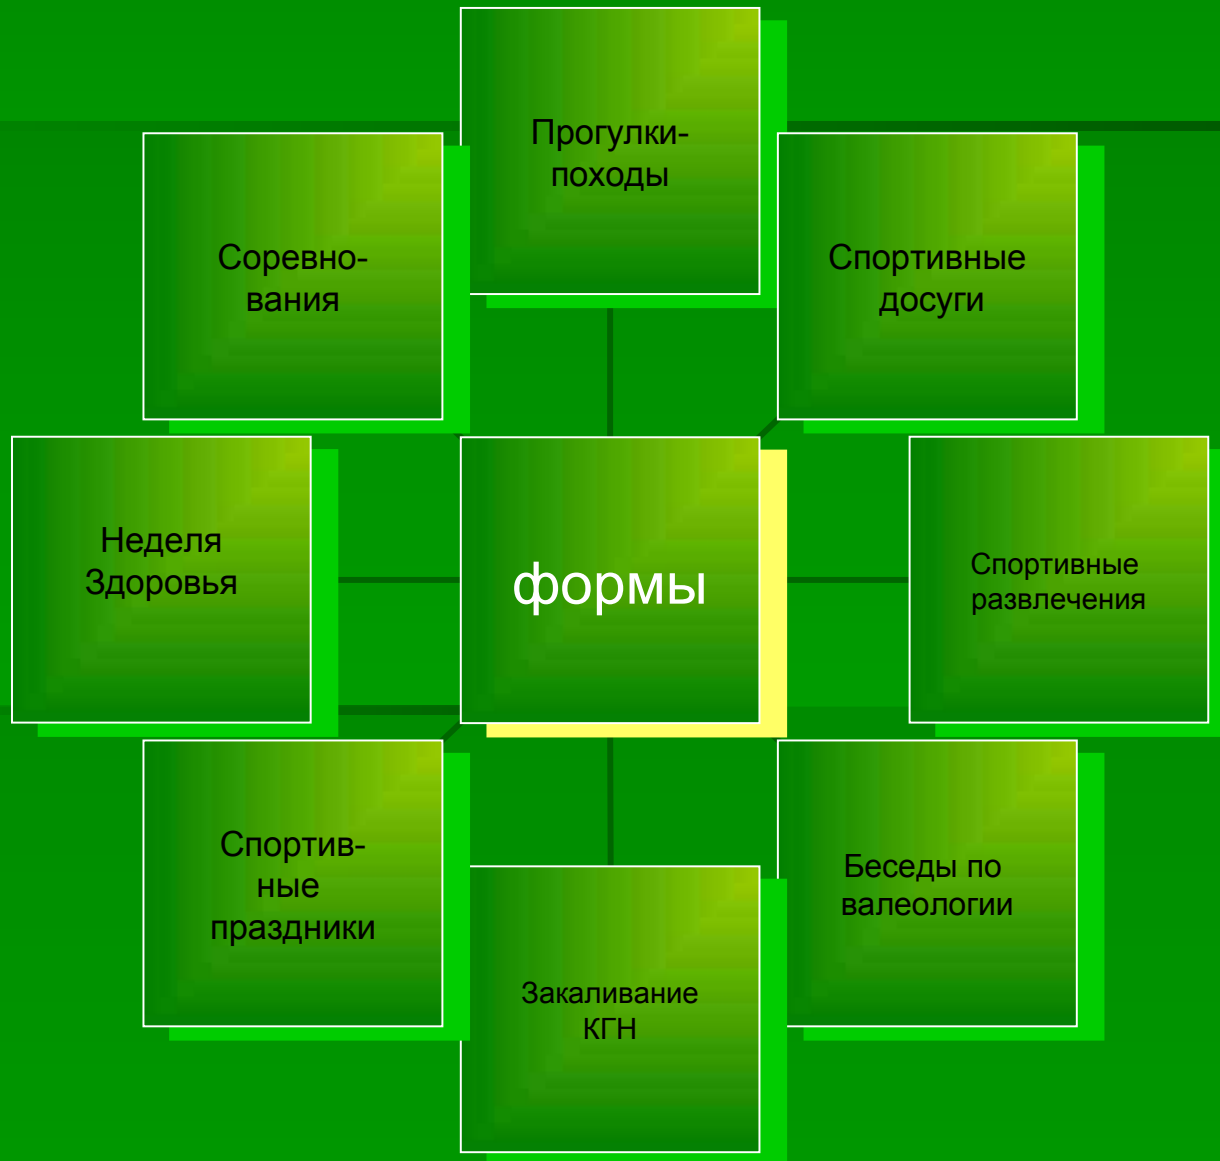 Прогулки-
походы
Соревно-
вания
Спортивные
досуги
Неделя
Здоровья
формы
Спортивные
развлечения
Спортив-
ные
праздники
Беседы по
валеологии
Закаливание
КГН